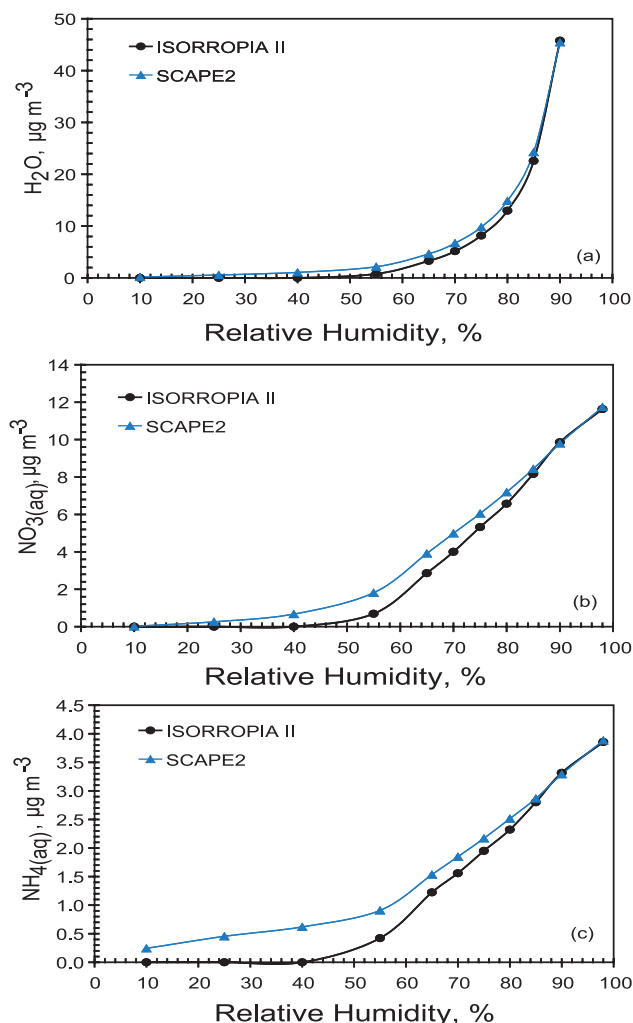 50
40
30
20
10
0
H₂O, µg m⁻³
ISORROPIA II
SCAPE2
(a)
0 10 20 30 40 50 60 70 80 90 100
Relative Humidity, %
14
12
10
8
6
4
2
0
NO₃(aq), µg m⁻³
ISORROPIA II
SCAPE2
(b)
0 10 20 30 40 50 60 70 80 90 100
Relative Humidity, %
4.5
4.0
3.5
3.0
2.5
2.0
1.5
1.0
0.5
0.0
NH₄(aq), µg m⁻³
ISORROPIA II
SCAPE2
(c)
0 10 20 30 40 50 60 70 80 90 100
Relative Humidity, %